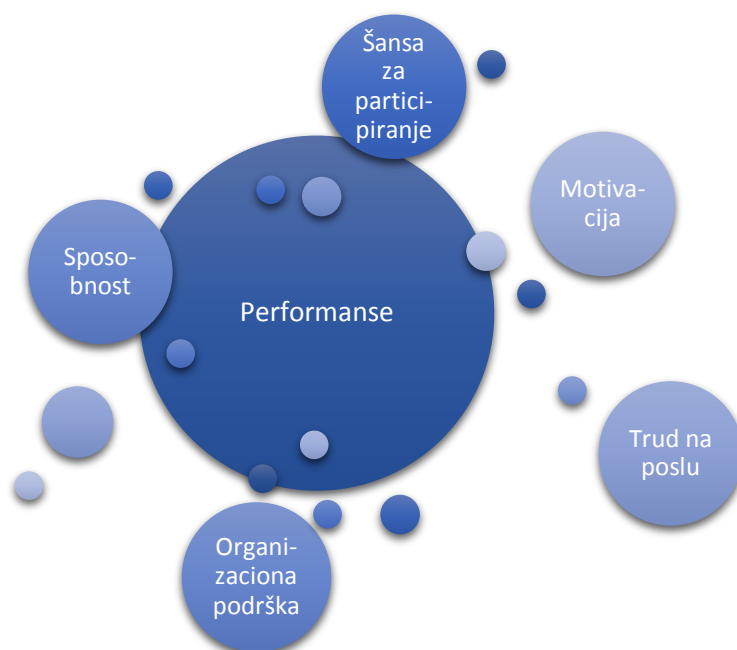 Šansa
za
partici-
piranje
Motiva-
cija
Sposo-
bnost
Performanse
Trud na
poslu
Organi-
zaciona
podrška